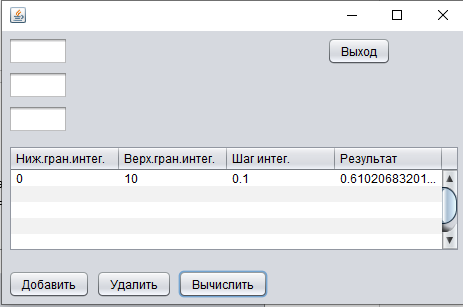 Выход
Ниж.гран.интег. Верх.гран.интег. Шаг интег. Результат
0 10 0.1 0.61020683201...
Добавить Удалить Вычислить